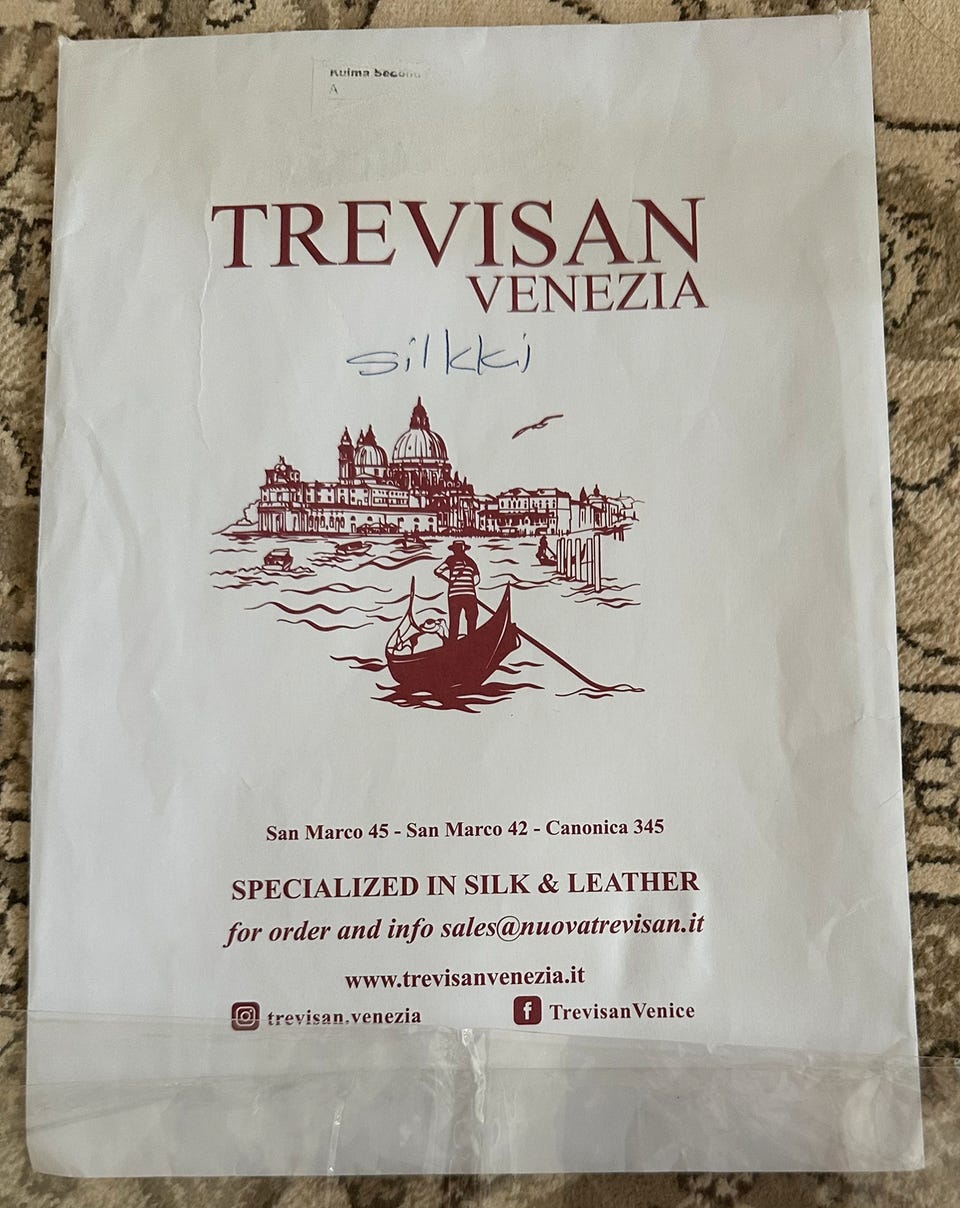 A
TREVISAN
VENEZIA
silkki
San Marco 45 - San Marco 42 - Canonica 345
SPECIALIZED IN SILK & LEATHER
for order and info sales@nuovatrevisan.it
www.trevisanvenezia.it
trevisan.venezia
TrevisanVenice